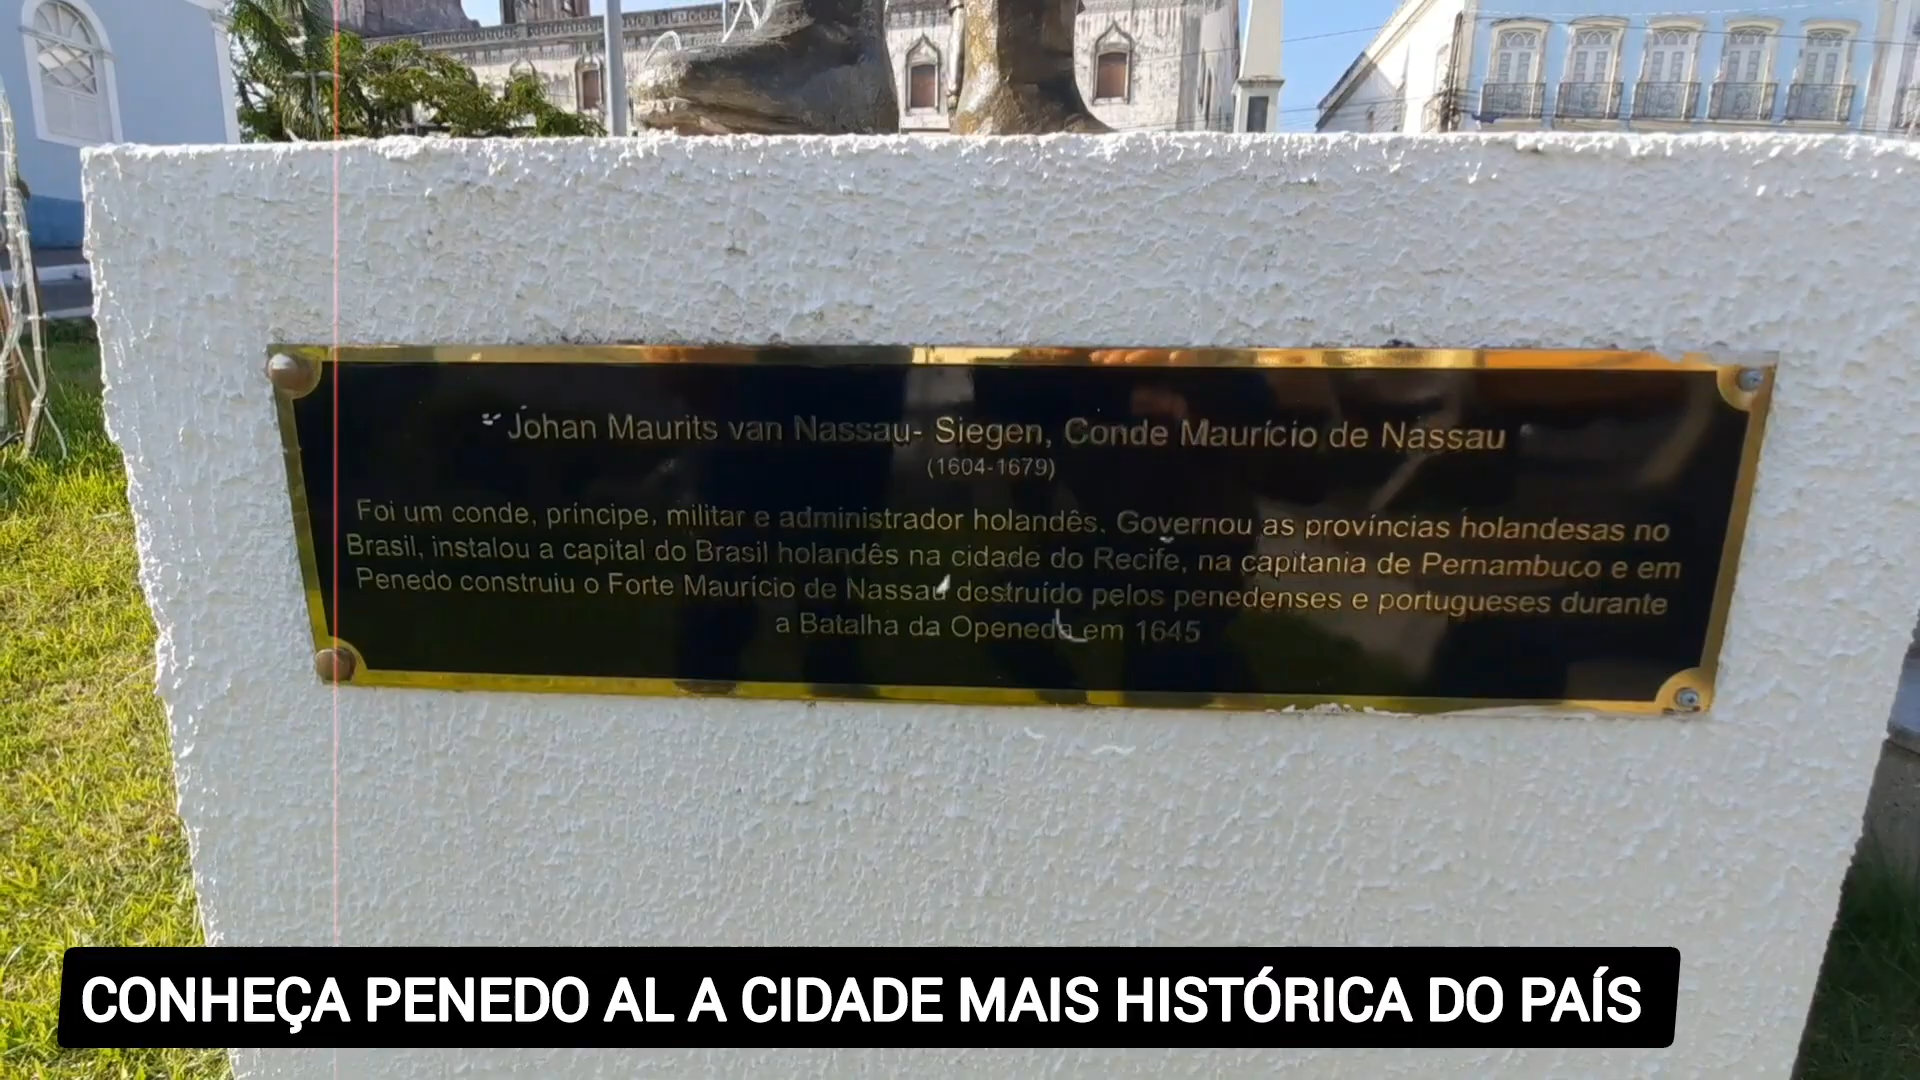 "Johan Maurits van Nassau- Siegen, Conde Maurício de Nassau"
(1604-1679)
Foi um conde, príncipe, militar e administrador holandês. Governou as províncias holandesas no
Brasil, instalou a capital do Brasil holandês na cidade do Recife, na capitania de Pernambuco e em
Penedo construiu o Forte Maurício de Nassau destruído pelos penedenses e portugueses durante
a Batalha da Openeda em 1645
CONHEÇA PENEDO AL A CIDADE MAIS HISTÓRICA DO PAÍS